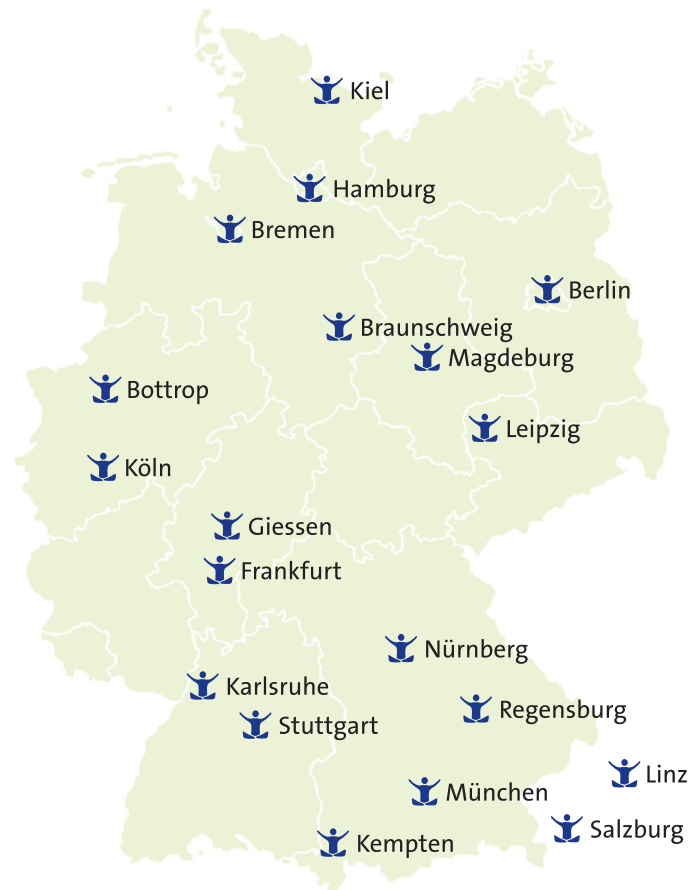 Kiel
Hamburg
Bremen
Berlin
Braunschweig
Magdeburg
Bottrop
Leipzig
Köln
Giessen
Frankfurt
Nürnberg
Karlsruhe
Regensburg
Stuttgart
Linz
München
Salzburg
Kempten